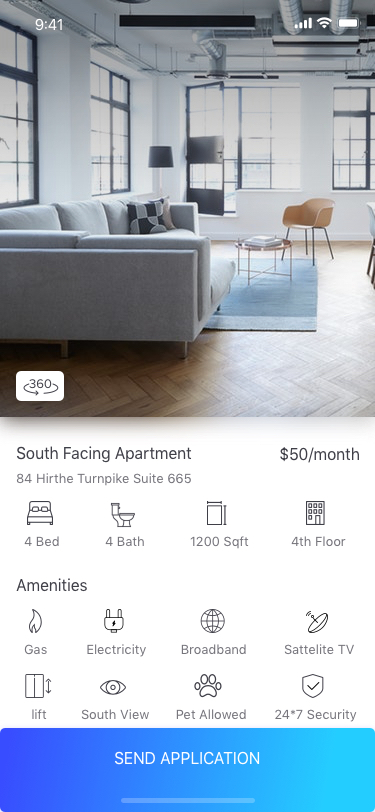 9:41
360
South Facing Apartment
$50/month
84 Hirthe Turnpike Suite 665
4 Bed
4 Bath
1200 Sqft
4th Floor
Amenities
Gas
Electricity
Broadband
Sattelite TV
lift
South View
Pet Allowed
24*7 Security
SEND APPLICATION